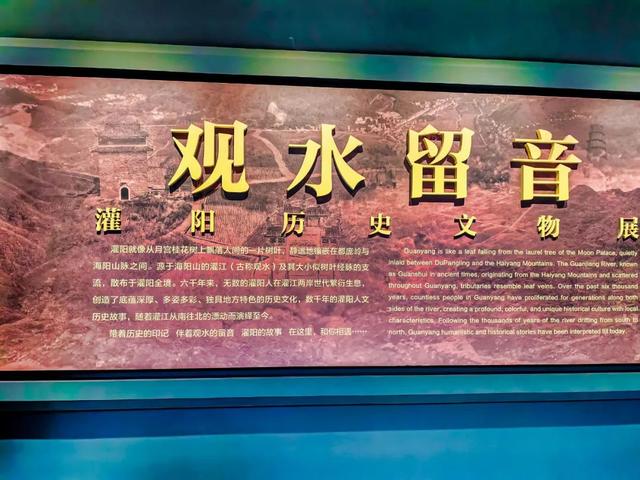 观水留音
灌阳历史文物展
灌阳就像从月宫桂花树上飘落人间的一片树叶，静谧地镶嵌在都庞岭与
海阳山脉之间。源于海阳山的灌江（古称观水）及其大小似树叶经脉的支
流，散布于灌阳全境。六千年来，无数的灌阳人在灌江两岸世代繁衍生息，
创造了底蕴深厚、多姿多彩、独具地方特色的历史文化，数千年的灌阳人文
历史故事，随着灌江从南往北的漂动而演绎至今。
带着历史的印记 伴着观水的留音 灌阳的故事 在这里，和你相遇……
Guanyang is like a leaf falling from the laurel tree of the Moon Palace, quietly
inlaid between DuPangling and the Haiyang Mountains. The Guanjiang River, known
as Guanshui in ancient times, originating from the Haiyang Mountains and scattered
throughout Guanyang, tributaries resemble leaf veins. Over the past six thousand
years, countless people in Guanyang have proliferated for generations along both
sides of the river, creating a profound, colorful, and unique historical culture with local
characteristics. Following the thousands of years of the river drifting from south to
north, Guanyang humanistic and historical stories have been interpreted till today.